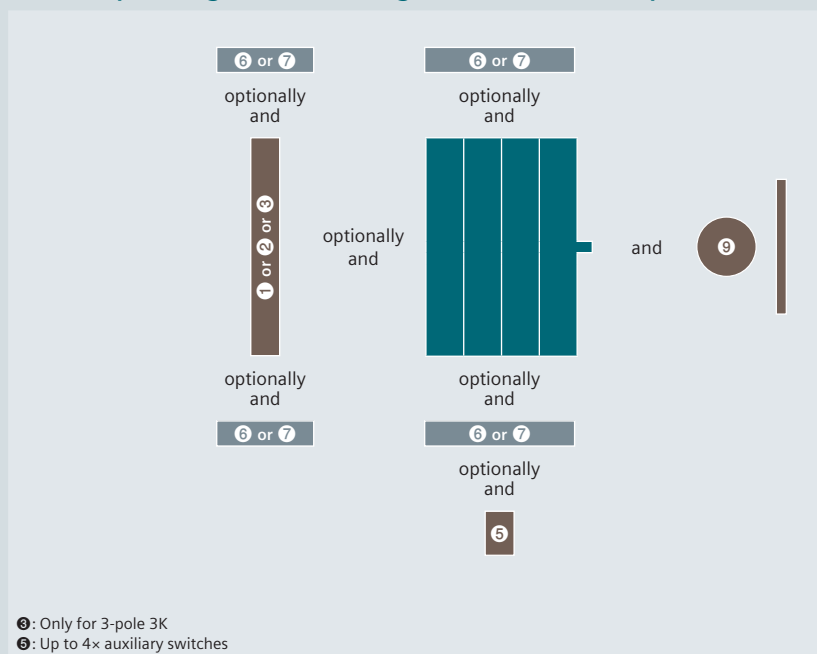 ❻ or ❼
❻ or ❼
optionally
and
optionally
and
❶ or ❷ or ❸
optionally
and
and
❾
optionally
and
optionally
and
❻ or ❼
❻ or ❼
optionally
and
❺
❸: Only for 3-pole 3K
❺: Up to 4× auxiliary switches